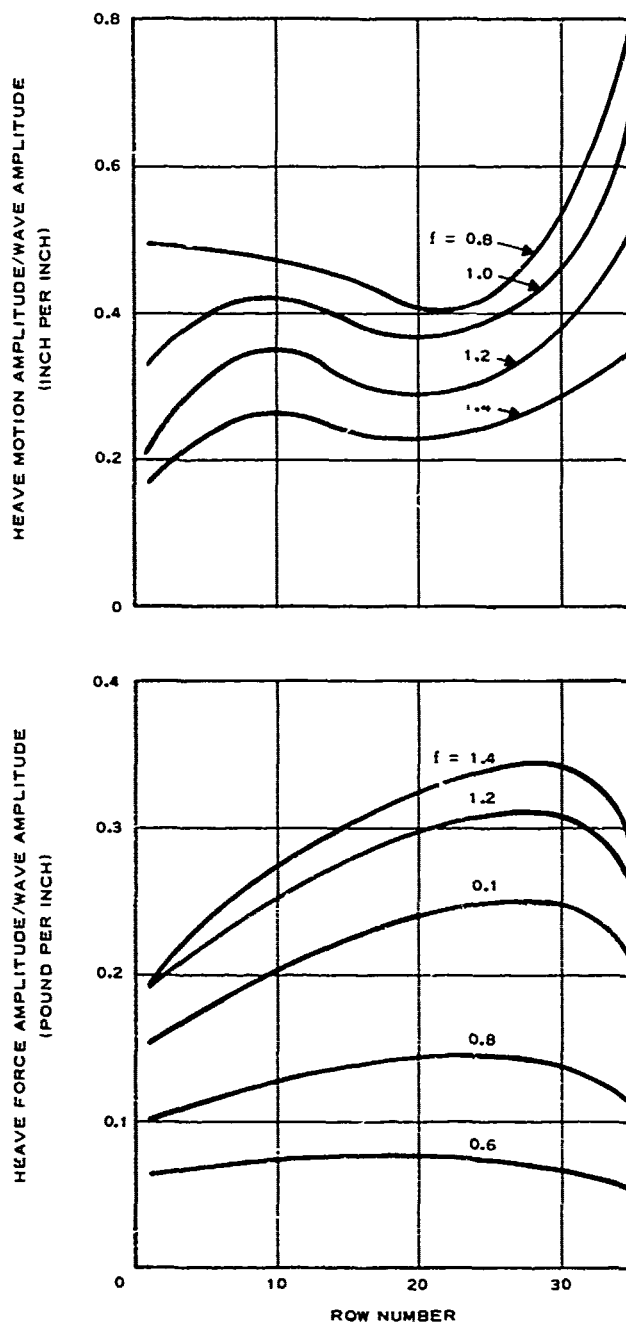 HEAVE MOTION AMPLITUDE/WAVE AMPLITUDE
(INCH PER INCH)
0.8
0.6
0.4
0.2
0
f = 0.8
1.0
1.2
1.4
HEAVE FORCE AMPLITUDE/WAVE AMPLITUDE
(POUND PER INCH)
0.4
0.3
0.2
0.1
0
f = 1.4
1.2
0.1
0.8
0.6
10
20
30
ROW NUMBER